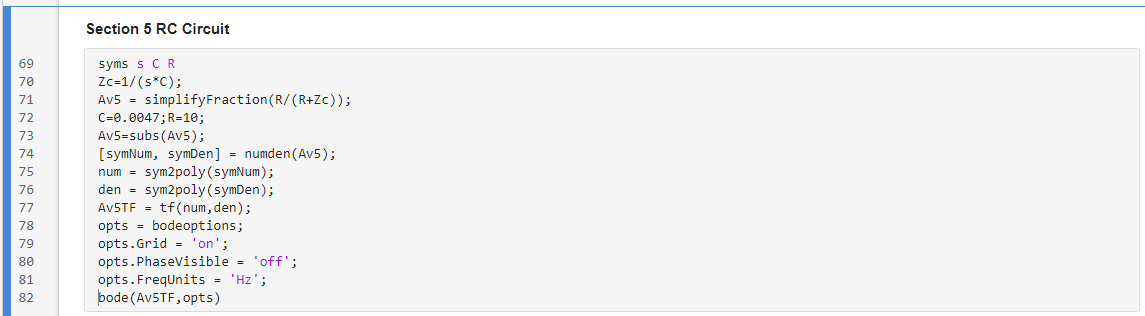 Section 5 RC Circuit
69 syms s C R
70 Zc=1/(s*C);
71 Av5 = simplifyFraction(R/(R+Zc));
72 C=0.0047;R=10;
73 Av5=subs(Av5);
74 [symNum, symDen] = numden(Av5);
75 num = sym2poly(symNum);
76 den = sym2poly(symDen);
77 Av5TF = tf(num,den);
78 opts = bodeoptions;
79 opts.Grid = 'on';
80 opts.PhaseVisible = 'off';
81 opts.FreqUnits = 'Hz';
82 bode(Av5TF,opts)